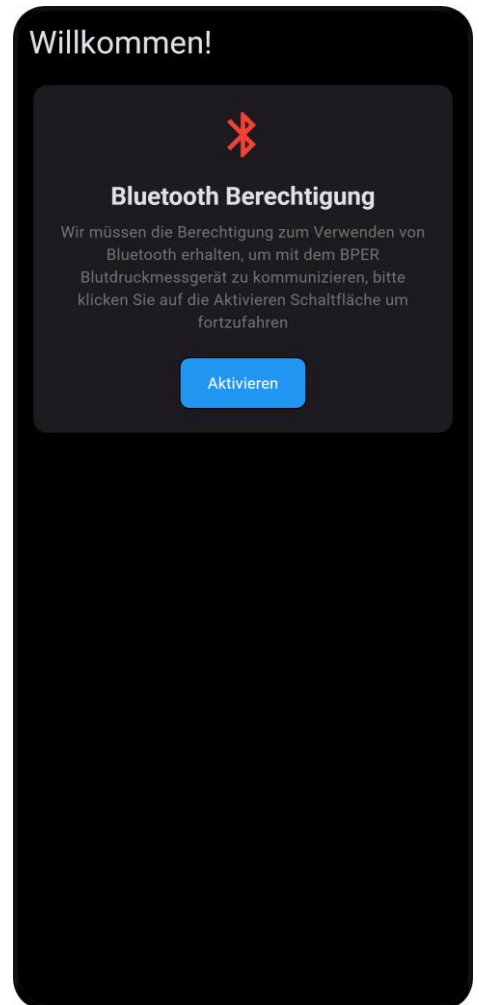 Willkommen!
Bluetooth Berechtigung
Wir müssen die Berechtigung zum Verwenden von
Bluetooth erhalten, um mit dem BPER
Blutdruckmessgerät zu kommunizieren, bitte
klicken Sie auf die Aktivieren Schaltfläche um
fortzufahren
Aktivieren